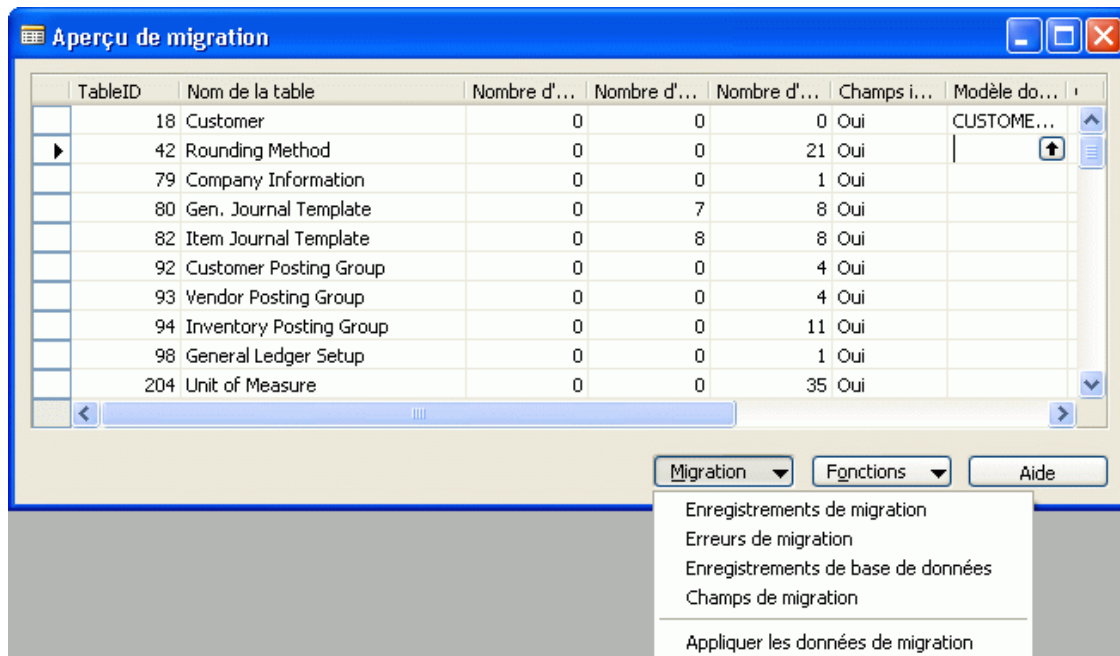 Aperçu de migration
TableID Nom de la table Nombre d'... Nombre d'... Nombre d'... Champs i... Modèle do...
18 Customer 0 0 0 Oui CUSTOME...
42 Rounding Method 0 0 21 Oui
79 Company Information 0 0 1 Oui
80 Gen. Journal Template 0 7 8 Oui
82 Item Journal Template 0 8 8 Oui
92 Customer Posting Group 0 0 4 Oui
93 Vendor Posting Group 0 0 4 Oui
94 Inventory Posting Group 0 0 11 Oui
98 General Ledger Setup 0 0 1 Oui
204 Unit of Measure 0 0 35 Oui
Migration Fonctions Aide
Enregistrements de migration
Erreurs de migration
Enregistrements de base de données
Champs de migration
Appliquer les données de migration